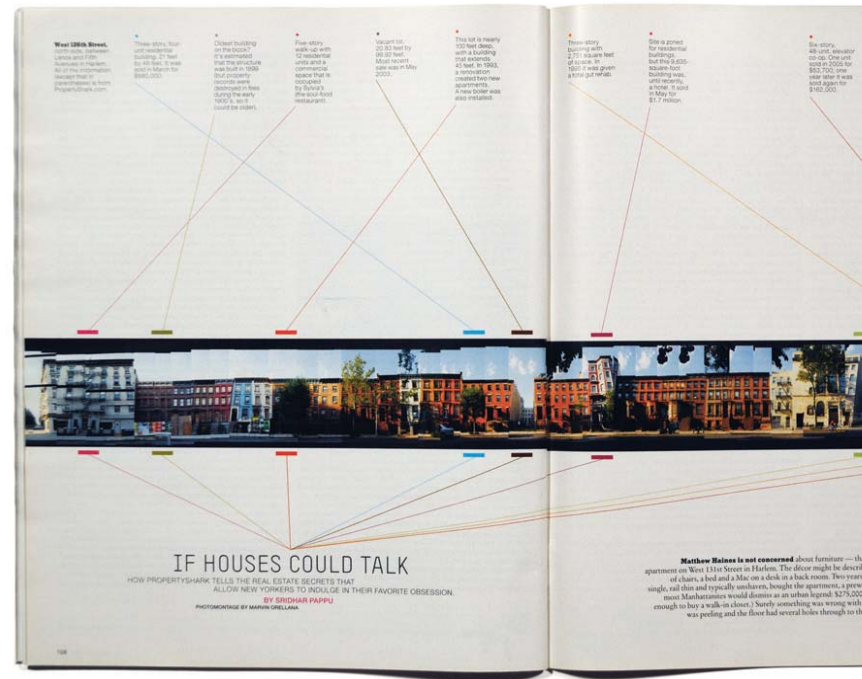 West 126th Street,
north side, between
Lenox and Fifth
Avenues in Harlem.
All of the information
(except that in
parentheses) is from
PropertyShark.com.
Three-story, four-
unit residential
building, 21 feet
by 46 feet. It was
sold in March for
Oldest building
on the block?
It's estimated
that the structure
was built in 1899
(but property
records were
destroyed in fires
during the early
1900's, so it
could be older).
Five-story
walk-up with
12 residential
units and a
commercial
space that is
occupied
by Sylvia's
(the soul-food
restaurant).
Vacant lot,
20.83 feet by
99.92 feet.
Most recent
sale was in May
2003.
This lot is nearly
100 feet deep,
with a building
that extends
45 feet. In 1993,
a renovation
created two new
apartments.
A new boiler was
also installed.
Three-story
building with
2,751 square feet
of space. In
1995 it was given
a total gut rehab.
Site is zoned
for residential
buildings,
but this 9,605-
square-foot
building was,
until recently,
a hotel. It sold
in May for
$1.7 million.
Six-story,
48-unit, elevator
co-op. One unit
sold in 2005 for
$53,700; one
year later it was
sold again for
$162,000.
IF HOUSES COULD TALK
HOW PROPERTYSHARK TELLS THE REAL ESTATE SECRETS THAT
ALLOW NEW YORKERS TO INDULGE IN THEIR FAVORITE OBSESSION.
BY SRIDHAR PAPPU
PHOTOMONTAGE BY MARVIN ORELLANA
Matthew Haines is not concerned about furniture — th
apartment on West 131st Street in Harlem. The décor might be descri
of chairs, a bed and a Mac on a desk in a back room. Two years
single, rail thin and typically unshaven, bought the apartment, a prew
most Manhattanites would dismiss as an urban legend: $275,000
enough to buy a walk-in closet.) Surely something was wrong with
was peeling and the floor had several holes through to th